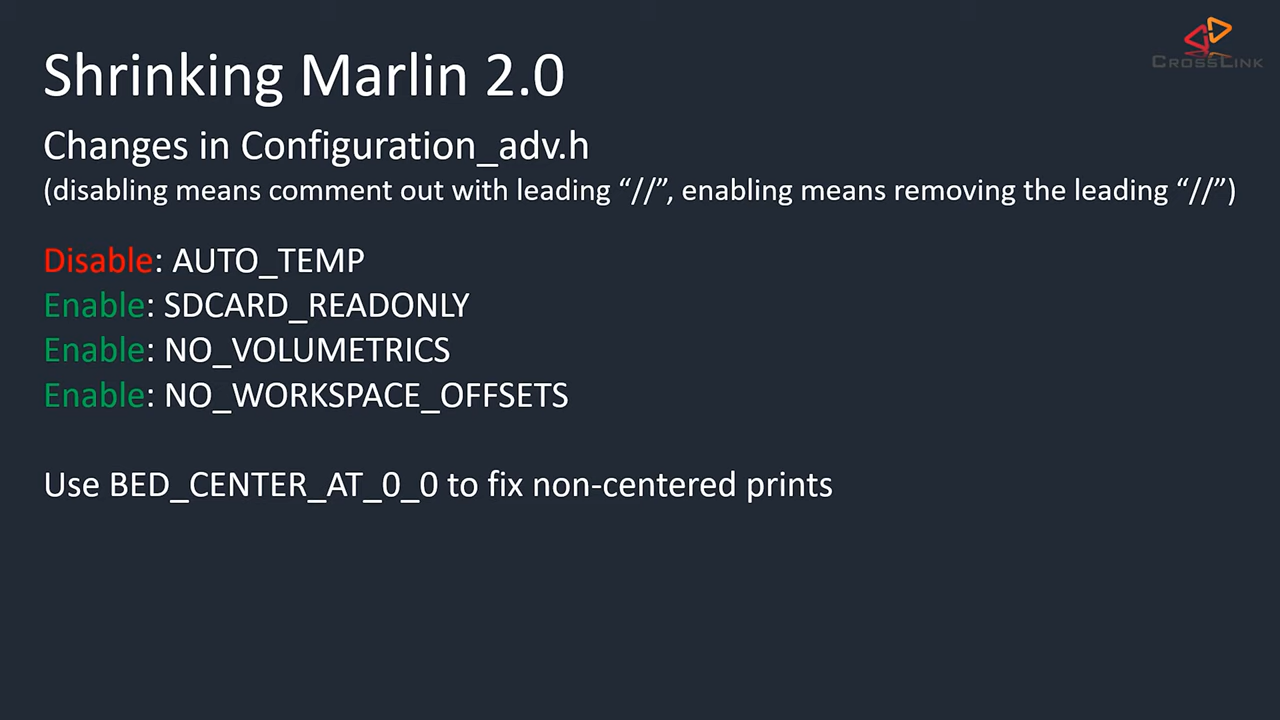 CROSSLINK
Shrinking Marlin 2.0
Changes in Configuration_adv.h
(disabling means comment out with leading “//”, enabling means removing the leading “//”)
Disable: AUTO_TEMP
Enable: SDCARD_READONLY
Enable: NO_VOLUMETRICS
Enable: NO_WORKSPACE_OFFSETS
Use BED_CENTER_AT_0_0 to fix non-centered prints